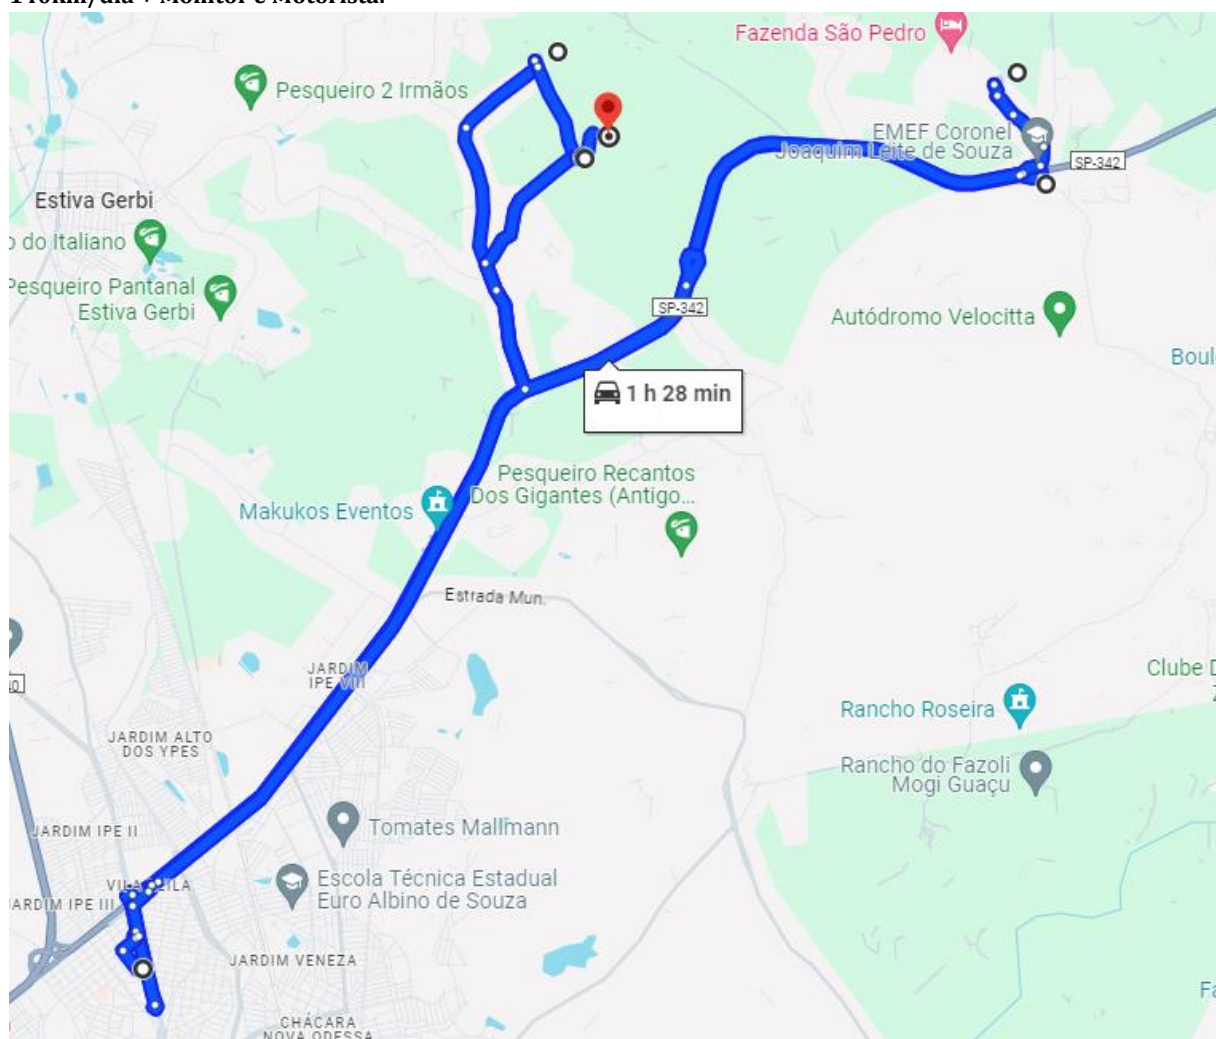 Fazenda São Pedro
Pesqueiro 2 Irmãos
EMEF Coronel
Joaquim Leite de Souza
SP-342
Estiva Gerbi
o do Italiano
Pesqueiro Pantanal
Estiva Gerbi
SP-342
Autódromo Velocitta
Boul
1 h 28 min
Pesqueiro Recantos
Dos Gigantes (Antigo...
Makukos Eventos
Estrada Mun.
JARDIM
IPE VIII
Clube D
Rancho Roseira
JARDIM ALTO
DOS YPES
Rancho do Fazoli
Mogi Guaçu
JARDIM IPE II
Tomates Mallmann
Escola Técnica Estadual
Euro Albino de Souza
JARDIM IPE III
JARDIM VENEZA
Fa
CHÁCARA
NOVA ODESSA